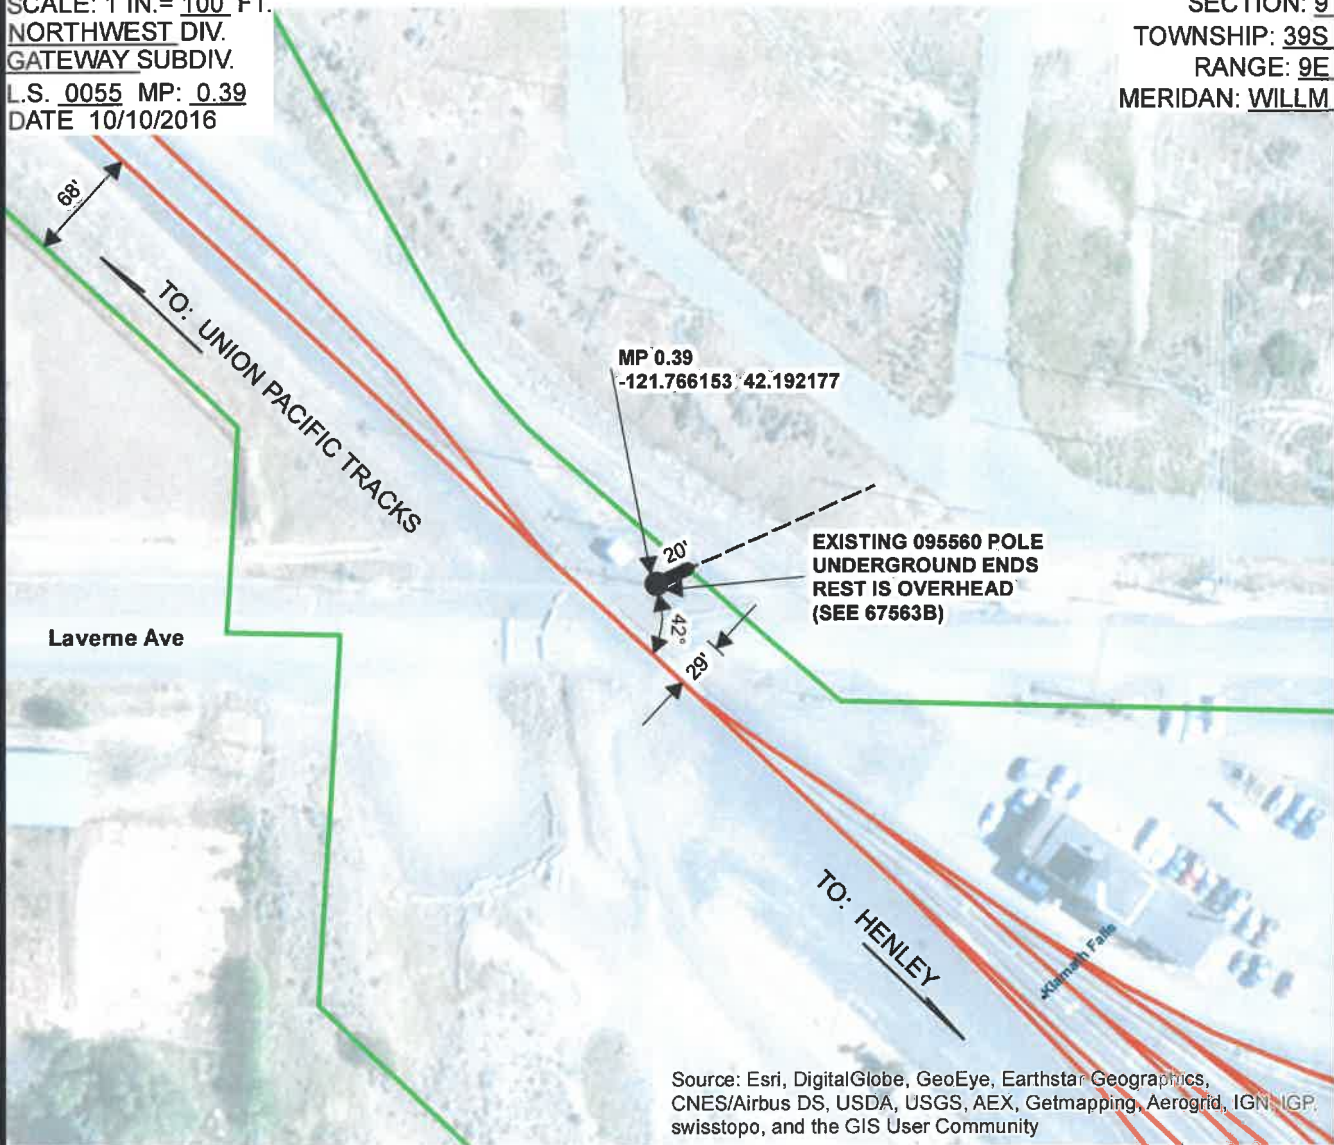 SCALE: 1 IN.= 100 FT.
NORTHWEST DIV.
GATEWAY SUBDIV.
L.S. 0055 MP: 0.39
DATE 10/10/2016
SECTION: 9
TOWNSHIP: 39S
RANGE: 9E
MERIDAN: WILLM
68'
TO: UNION PACIFIC TRACKS
MP 0.39
-121.766153 42.192177
20'
EXISTING 095560 POLE
UNDERGROUND ENDS
REST IS OVERHEAD
(SEE 67563B)
42°
29'
Laverne Ave
TO: HENLEY
Klamath Falls
Source: Esri, DigitalGlobe, GeoEye, Earthstar Geographics,
CNES/Airbus DS, USDA, USGS, AEX, Getmapping, Aerogrid, IGN, IGP,
swisstopo, and the GIS User Community